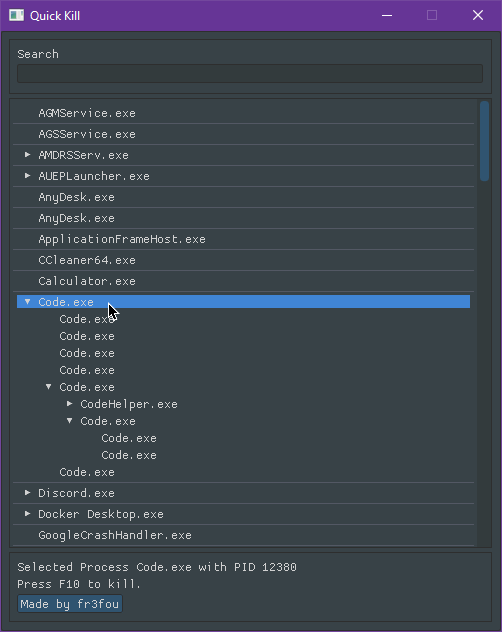 Quick Kill
Search
AGMService.exe
AGSService.exe
AMDRSServ.exe
AUEPLauncher.exe
AnyDesk.exe
AnyDesk.exe
ApplicationFrameHost.exe
CCleaner64.exe
Calculator.exe
Code.exe
Code.exe
Code.exe
Code.exe
Code.exe
Code.exe
CodeHelper.exe
Code.exe
Code.exe
Code.exe
Code.exe
Discord.exe
Docker Desktop.exe
GoogleCrashHandler.exe
Selected Process Code.exe with PID 12380
Press F10 to kill.
Made by fr3fou